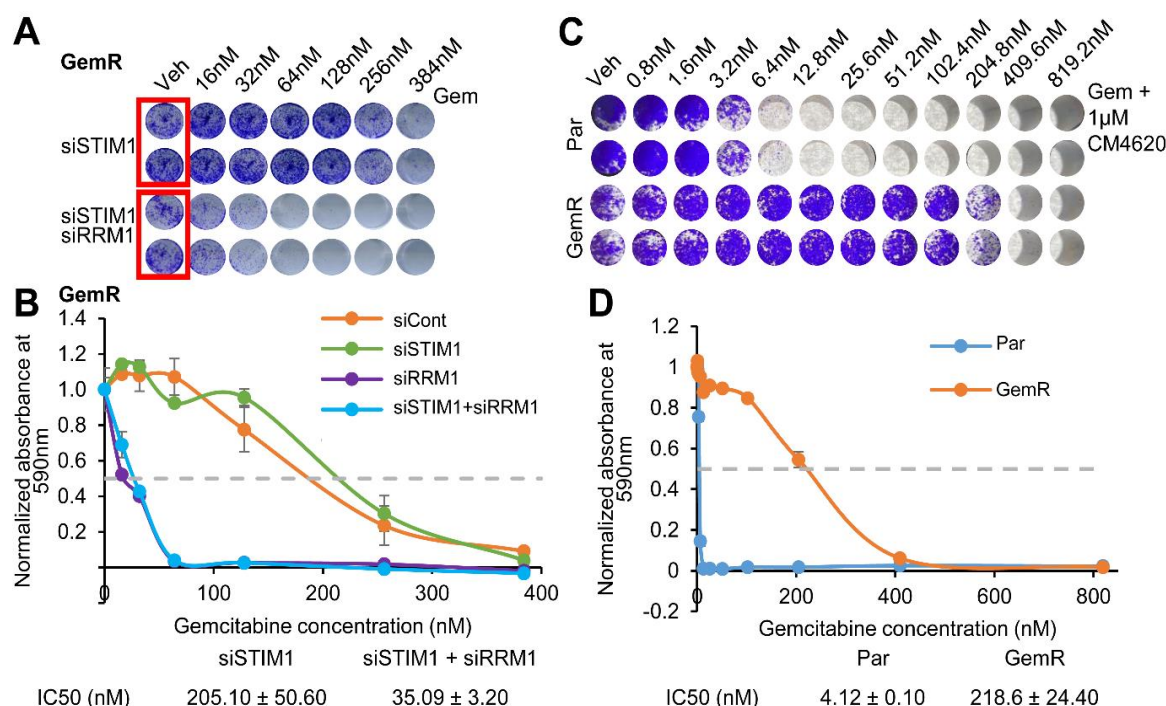 A
GemR
Veh
16nM
32nM
64nM
128nM
256nM
384nM
Gem
siSTIM1
siSTIM1
siRRM1
C
Veh
0.8nM
1.6nM
3.2nM
6.4nM
12.8nM
25.6nM
51.2nM
102.4nM
204.8nM
409.6nM
819.2nM
Gem +
1µM
CM4620
Par
GemR
B
GemR
Normalized absorbance at
590nm
1.4
1.2
1.0
0.8
0.6
0.4
0.2
0
100
200
300
400
siCont
siSTIM1
siRRM1
siSTIM1+siRRM1
Gemcitabine concentration (nM)
siSTIM1 siSTIM1 + siRRM1
IC50 (nM) 205.10 ± 50.60 35.09 ± 3.20
D
Normalized absorbance at
590nm
1.2
1
0.8
0.6
0.4
0.2
0
-0.2
0
200
400
600
800
Par
GemR
Gemcitabine concentration (nM)
Par GemR
IC50 (nM) 4.12 ± 0.10 218.6 ± 24.40